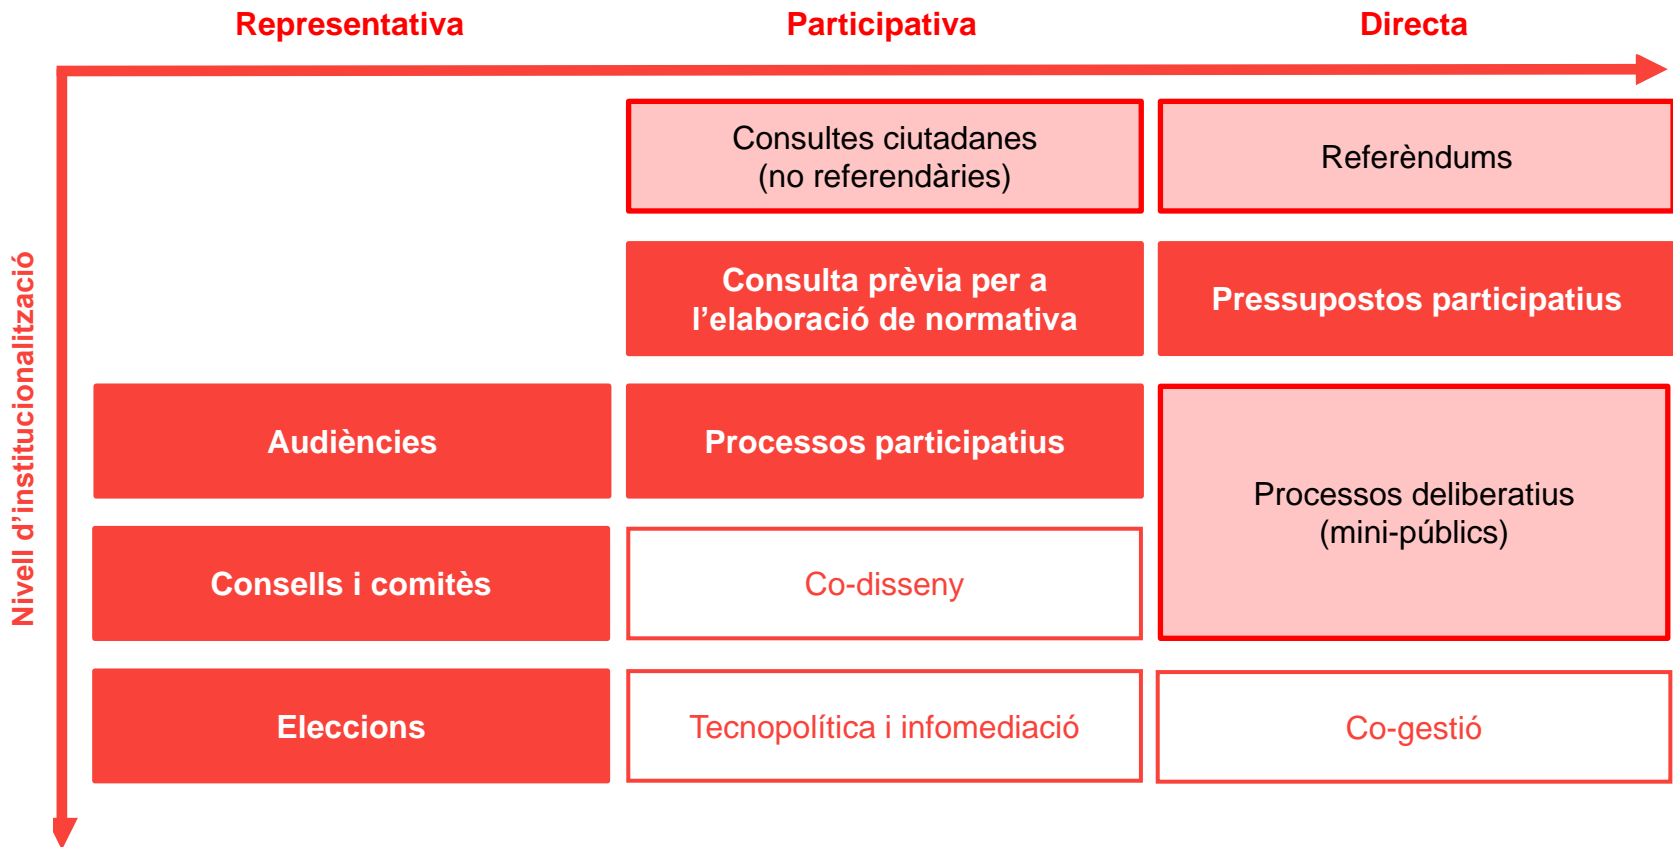 Representativa
Participativa
Directa
Nivell d'institucionalització
Consultes ciutadanes
(no referendàries)
Referèndums
Consulta prèvia per a
l’elaboració de normativa
Pressupostos participatius
Audiències
Processos participatius
Processos deliberatius
(mini-públics)
Consells i comitès
Co-disseny
Eleccions
Tecnopolítica i infomediació
Co-gestió